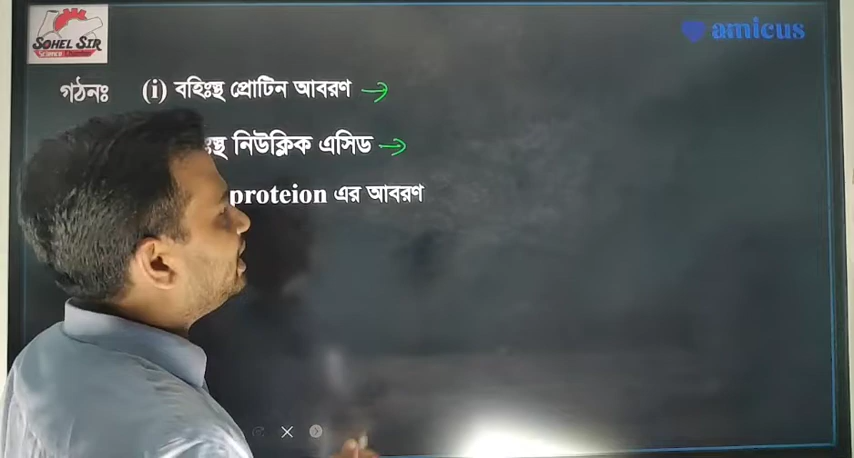 SOHEL SIR
amicus
গঠনঃ (i) বহিঃস্থ প্রোটিন আবরণ →
নিউক্লিক এসিড →
proteion এর আবরণ